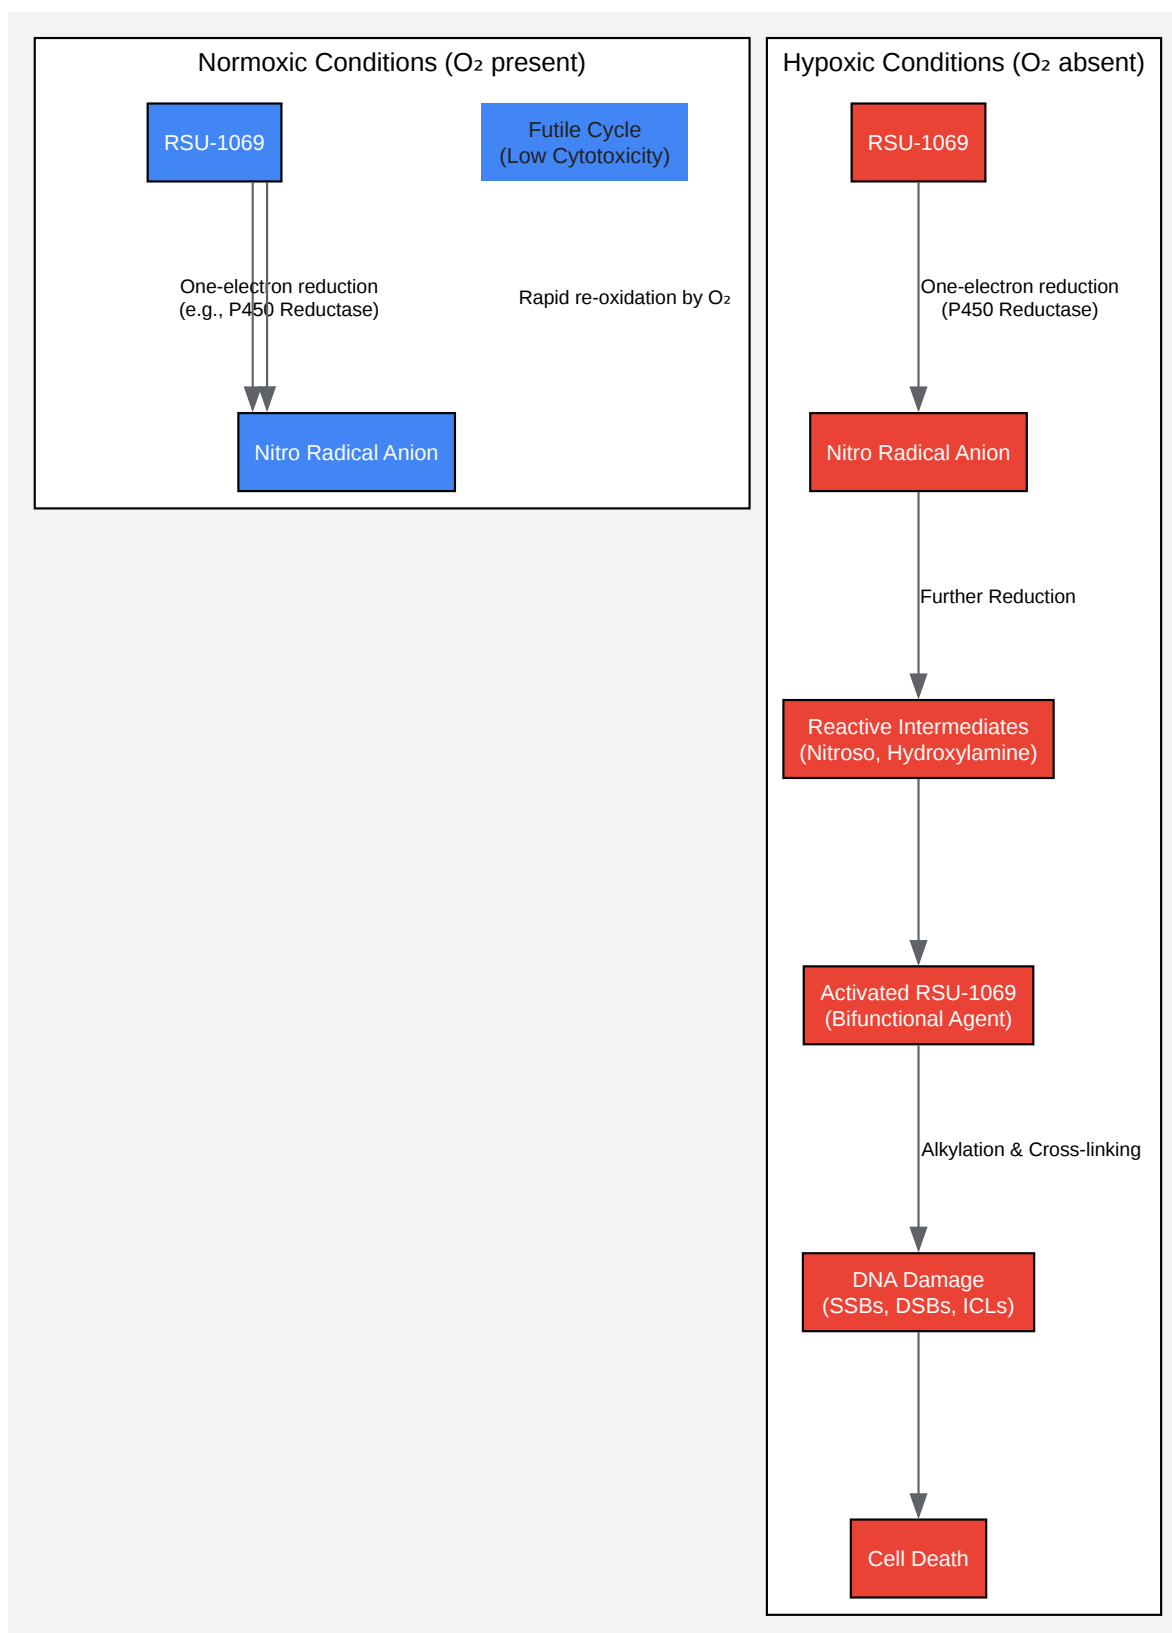 Normoxic Conditions (O₂ present)
RSU-1069
Futile Cycle
(Low Cytotoxicity)
One-electron reduction
(e.g., P450 Reductase)
Rapid re-oxidation by O₂
Nitro Radical Anion
Hypoxic Conditions (O₂ absent)
RSU-1069
One-electron reduction
(P450 Reductase)
Nitro Radical Anion
Further Reduction
Reactive Intermediates
(Nitroso, Hydroxylamine)
Activated RSU-1069
(Bifunctional Agent)
Alkylation & Cross-linking
DNA Damage
(SSBs, DSBs, ICLs)
Cell Death